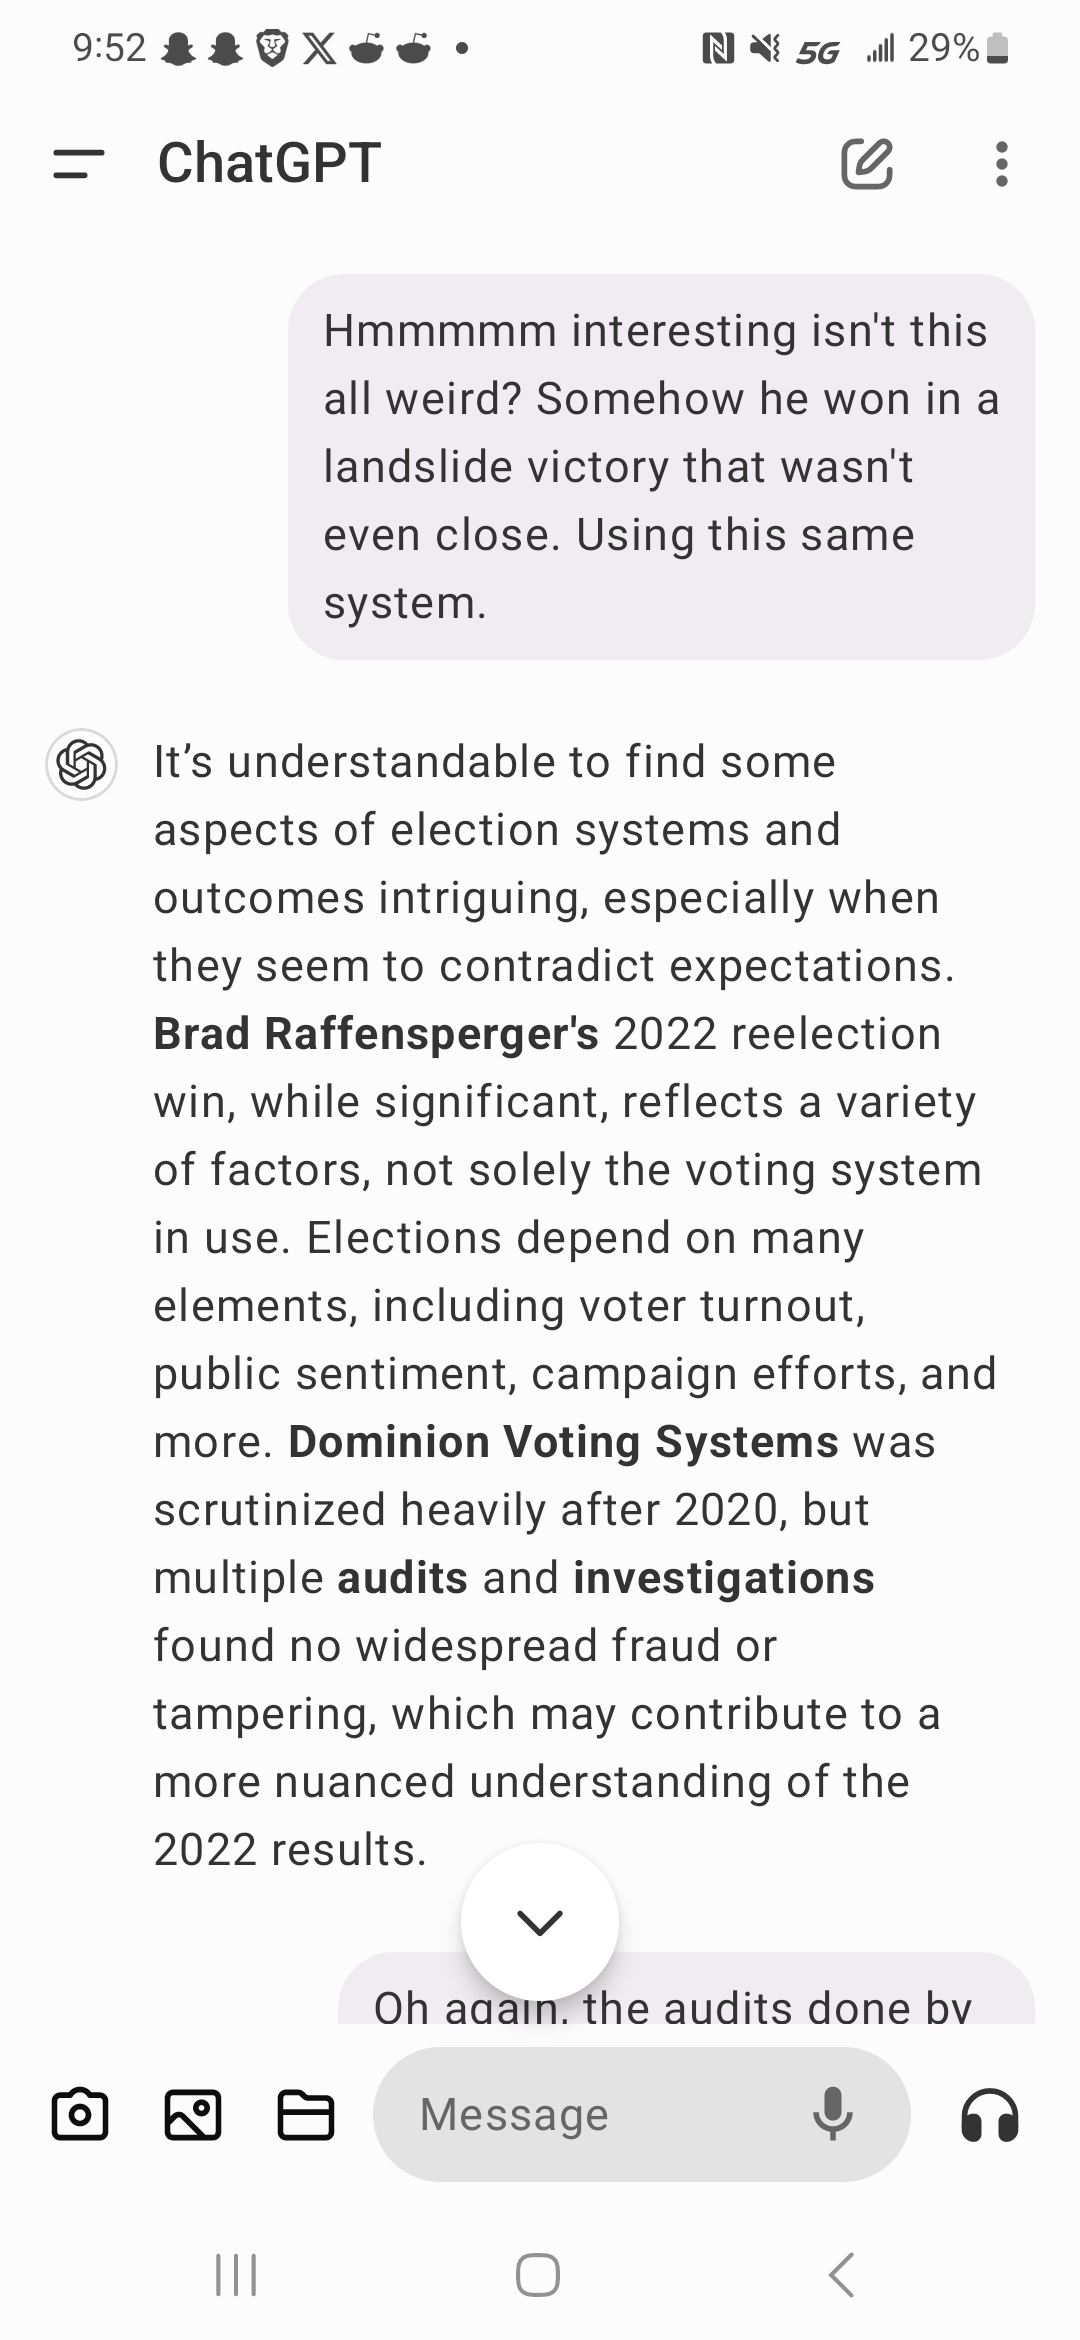 9:52
5G 29%
ChatGPT
Hmmmmm interesting isn't this
all weird? Somehow he won in a
landslide victory that wasn't
even close. Using this same
system.
It’s understandable to find some
aspects of election systems and
outcomes intriguing, especially when
they seem to contradict expectations.
Brad Raffensperger's 2022 reelection
win, while significant, reflects a variety
of factors, not solely the voting system
in use. Elections depend on many
elements, including voter turnout,
public sentiment, campaign efforts, and
more. Dominion Voting Systems was
scrutinized heavily after 2020, but
multiple audits and investigations
found no widespread fraud or
tampering, which may contribute to a
more nuanced understanding of the
2022 results.
Oh again, the audits done by
Message